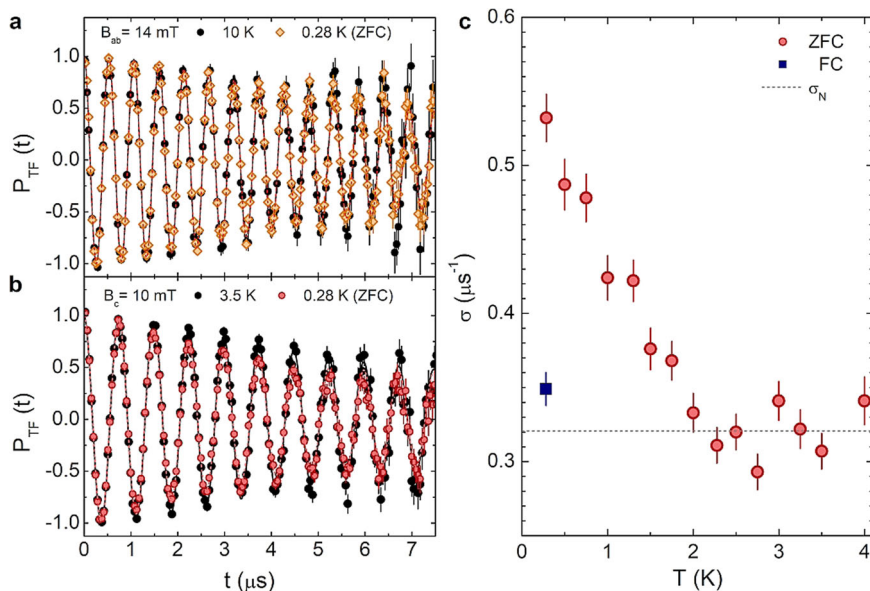 a
B_ab = 14 mT 10 K 0.28 K (ZFC)
1.0
0.5
0.0
-0.5
-1.0
P_TF (t)
b
B_c = 10 mT 3.5 K 0.28 K (ZFC)
1.0
0.5
0.0
-0.5
-1.0
P_TF (t)
0 1 2 3 4 5 6 7
t (μs)
c
ZFC
FC
σ_N
0.6
0.5
0.4
0.3
σ (μs⁻¹)
0 1 2 3 4
T (K)